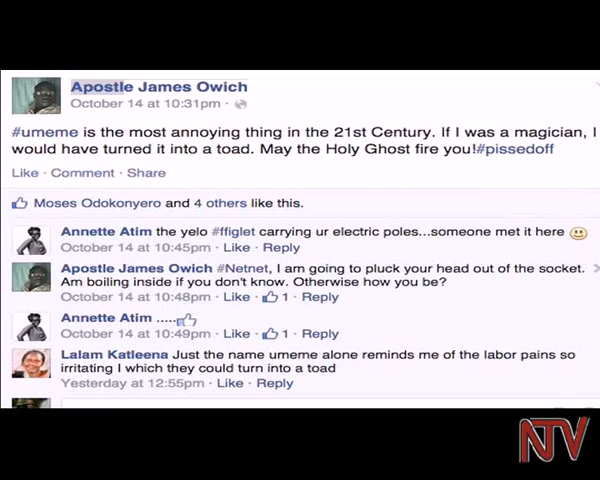 Apostle James Owich
October 14 at 10:31pm ·
#umeme is the most annoying thing in the 21st Century. If I was a magician, I
would have turned it into a toad. May the Holy Ghost fire you!#pissedoff
Like · Comment · Share
Moses Odokonyero and 4 others like this.
Annette Atim the yelo #ffiglet carrying ur electric poles...someone met it here
October 14 at 10:45pm · Like · Reply
Apostle James Owich #Netnet, I am going to pluck your head out of the socket.
Am boiling inside if you don't know. Otherwise how you be?
October 14 at 10:48pm · Like · 1 · Reply
Annette Atim .....
October 14 at 10:49pm · Like · 1 · Reply
Lalam Katleena Just the name umeme alone reminds me of the labor pains so
irritating I which they could turn into a toad
Yesterday at 12:55pm · Like · Reply
NTV